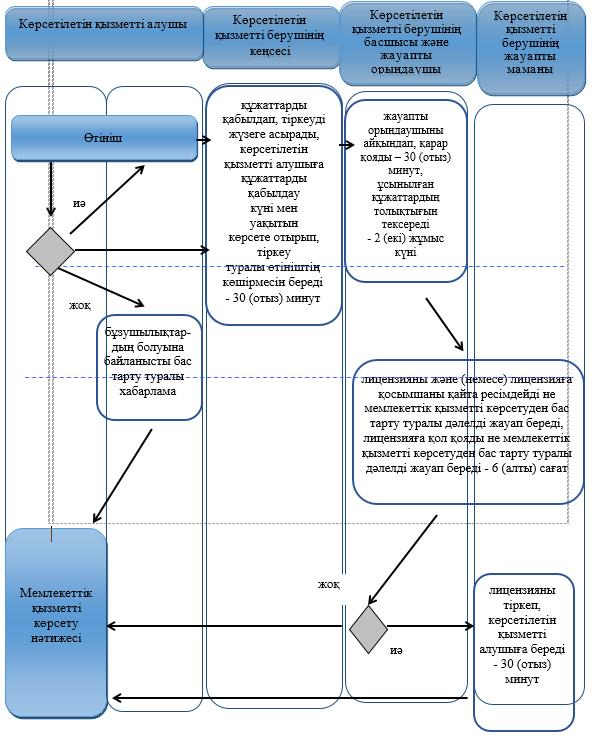 Көрсетілетін қызметті алушы
Көрсетілетін
қызметті берушінің
кеңсесі
Көрсетілетін
қызметті берушінің
басшысы және
жауапты
орындаушы
Көрсетілетін
қызметті
берушінің
жауапты
маманы
Өтініш
құжаттарды
қабылдап, тіркеуді
жүзеге асырады,
көрсетілетін
қызметті алушыға
құжаттарды
қабылдау
күні мен
уақытын
көрсете отырып,
тіркеу
туралы өтініштің
көшірмесін береді
- 30 (отыз) минут
жауапты
орындаушыны
айқындап, қарар
қояды – 30 (отыз)
минут,
ұсынылған
құжаттардың
толықтығын
тексереді
- 2 (екі) жұмыс
күні
иә
жоқ
бұзушылықтар-
дың болуына
байланысты бас
тарту туралы
хабарлама
лицензияны және (немесе) лицензияға
қосымшаны қайта ресімдейді не
мемлекеттік қызметті көрсетуден бас
тарту туралы дәлелді жауап береді,
лицензияға қол қояды не мемлекеттік
қызметті көрсетуден бас тарту туралы
дәлелді жауап береді - 6 (алты) сағат
Мемлекеттік
қызметті
көрсету
нәтижесі
жоқ
иә
лицензияны
тіркеп,
көрсетілетін
қызметті
алушыға береді
- 30 (отыз)
минут